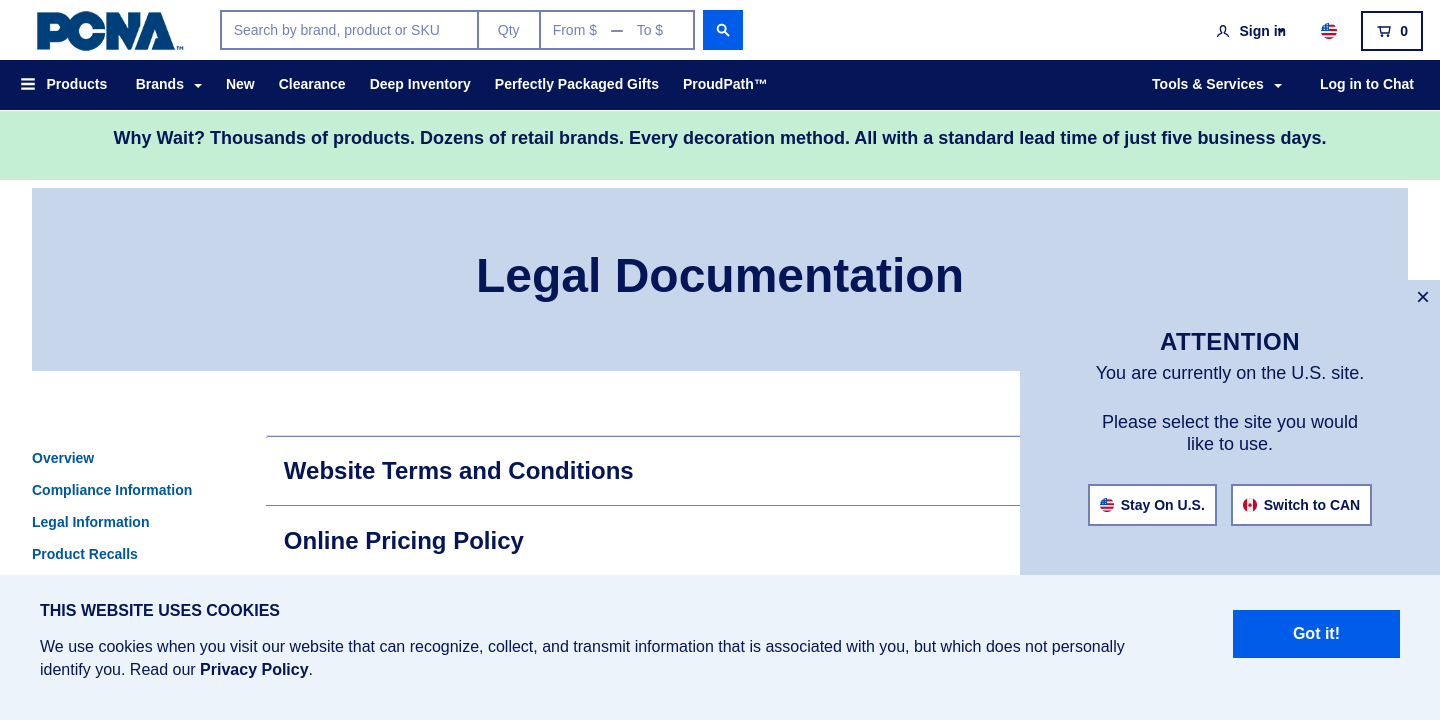 PCNA™
Search by brand, product or SKU
Qty
From $ — To $
Sign in
0
Products
Brands
New
Clearance
Deep Inventory
Perfectly Packaged Gifts
ProudPath™
Tools & Services
Log in to Chat
Why Wait? Thousands of products. Dozens of retail brands. Every decoration method. All with a standard lead time of just five business days.
Legal Documentation
×
ATTENTION
You are currently on the U.S. site.
Please select the site you would
like to use.
Stay On U.S.
Switch to CAN
Overview
Compliance Information
Legal Information
Product Recalls
Website Terms and Conditions
Online Pricing Policy
THIS WEBSITE USES COOKIES
We use cookies when you visit our website that can recognize, collect, and transmit information that is associated with you, but which does not personally
identify you. Read our Privacy Policy.
Got it!